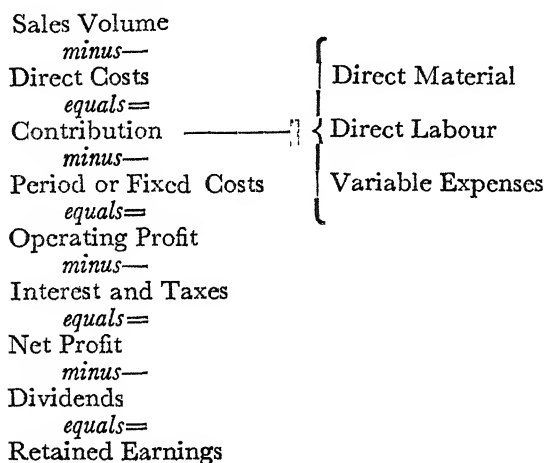 Sales Volume
minus—
Direct Costs
equals=
Contribution
minus—
Period or Fixed Costs
equals=
Operating Profit
minus—
Interest and Taxes
equals=
Net Profit
minus—
Dividends
equals=
Retained Earnings
Direct Material
Direct Labour
Variable Expenses